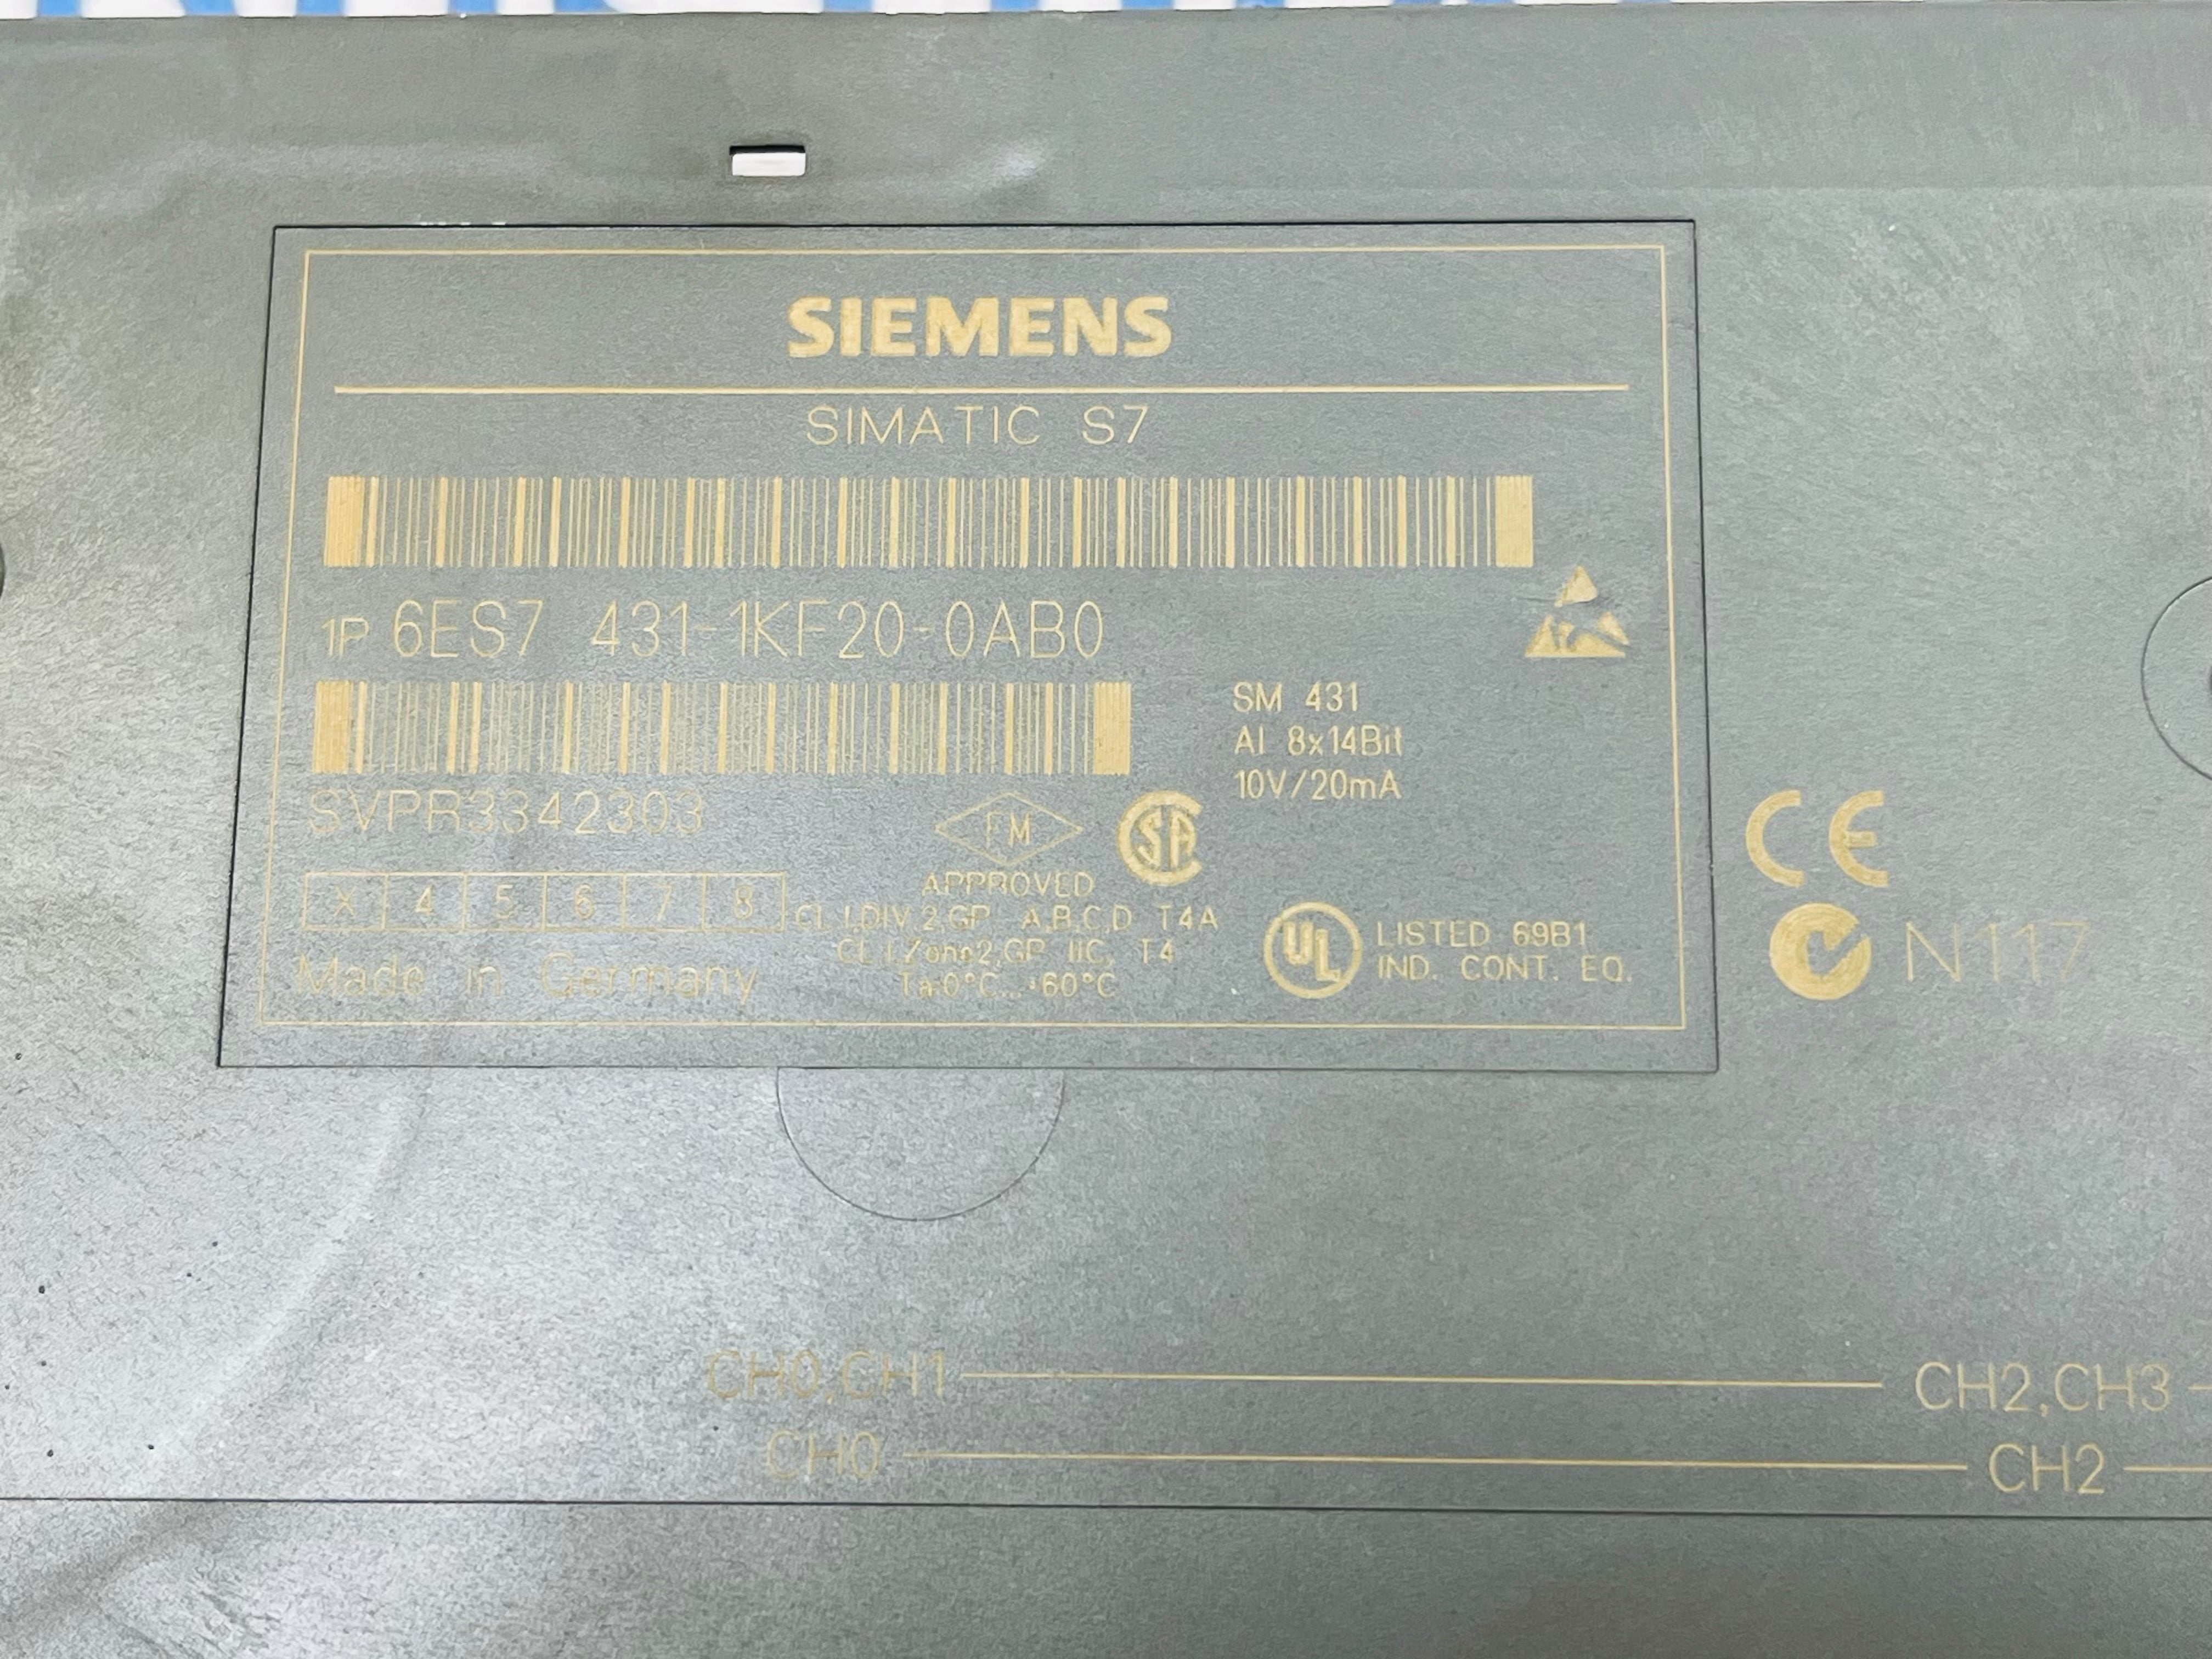 SIEMENS
SIMATIC S7
1P 6ES7 431-1KF20-0AB0
SM 431
AI 8x14Bit
10V/20mA
SVPR3342303
FM
APPROVED
SA
X 4 5 6 7 8
CL I,DIV.2,GP A,B,C,D T4A
CL I,Zone2,GP IIC, T4
Ta:0°C...+60°C
Made in Germany
UL
LISTED 69B1
IND. CONT. EQ.
CE
N117
CH0,CH1
CH2,CH3
CH0
CH2